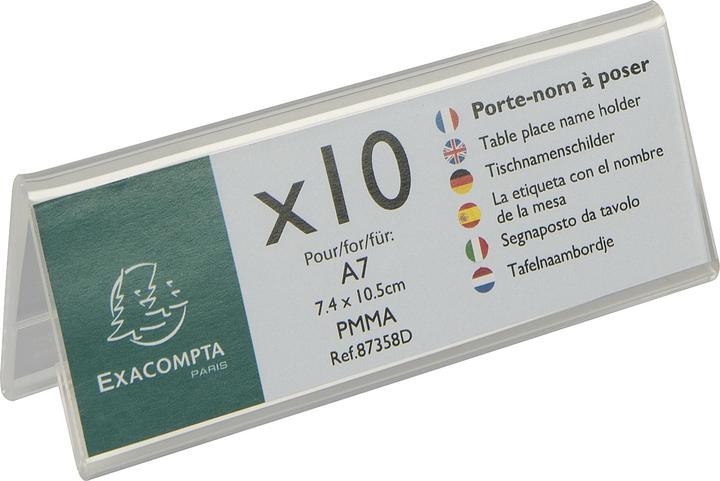 EXACOMPTA
PARIS
x10
Pour/for/für:
A7
7.4 x 10.5cm
PMMA
Ref.87358D
Porte-nom à poser
Table place name holder
Tischnamenschilder
La etiqueta con el nombre
de la mesa
Segnaposto da tavolo
Tafelnaambordje